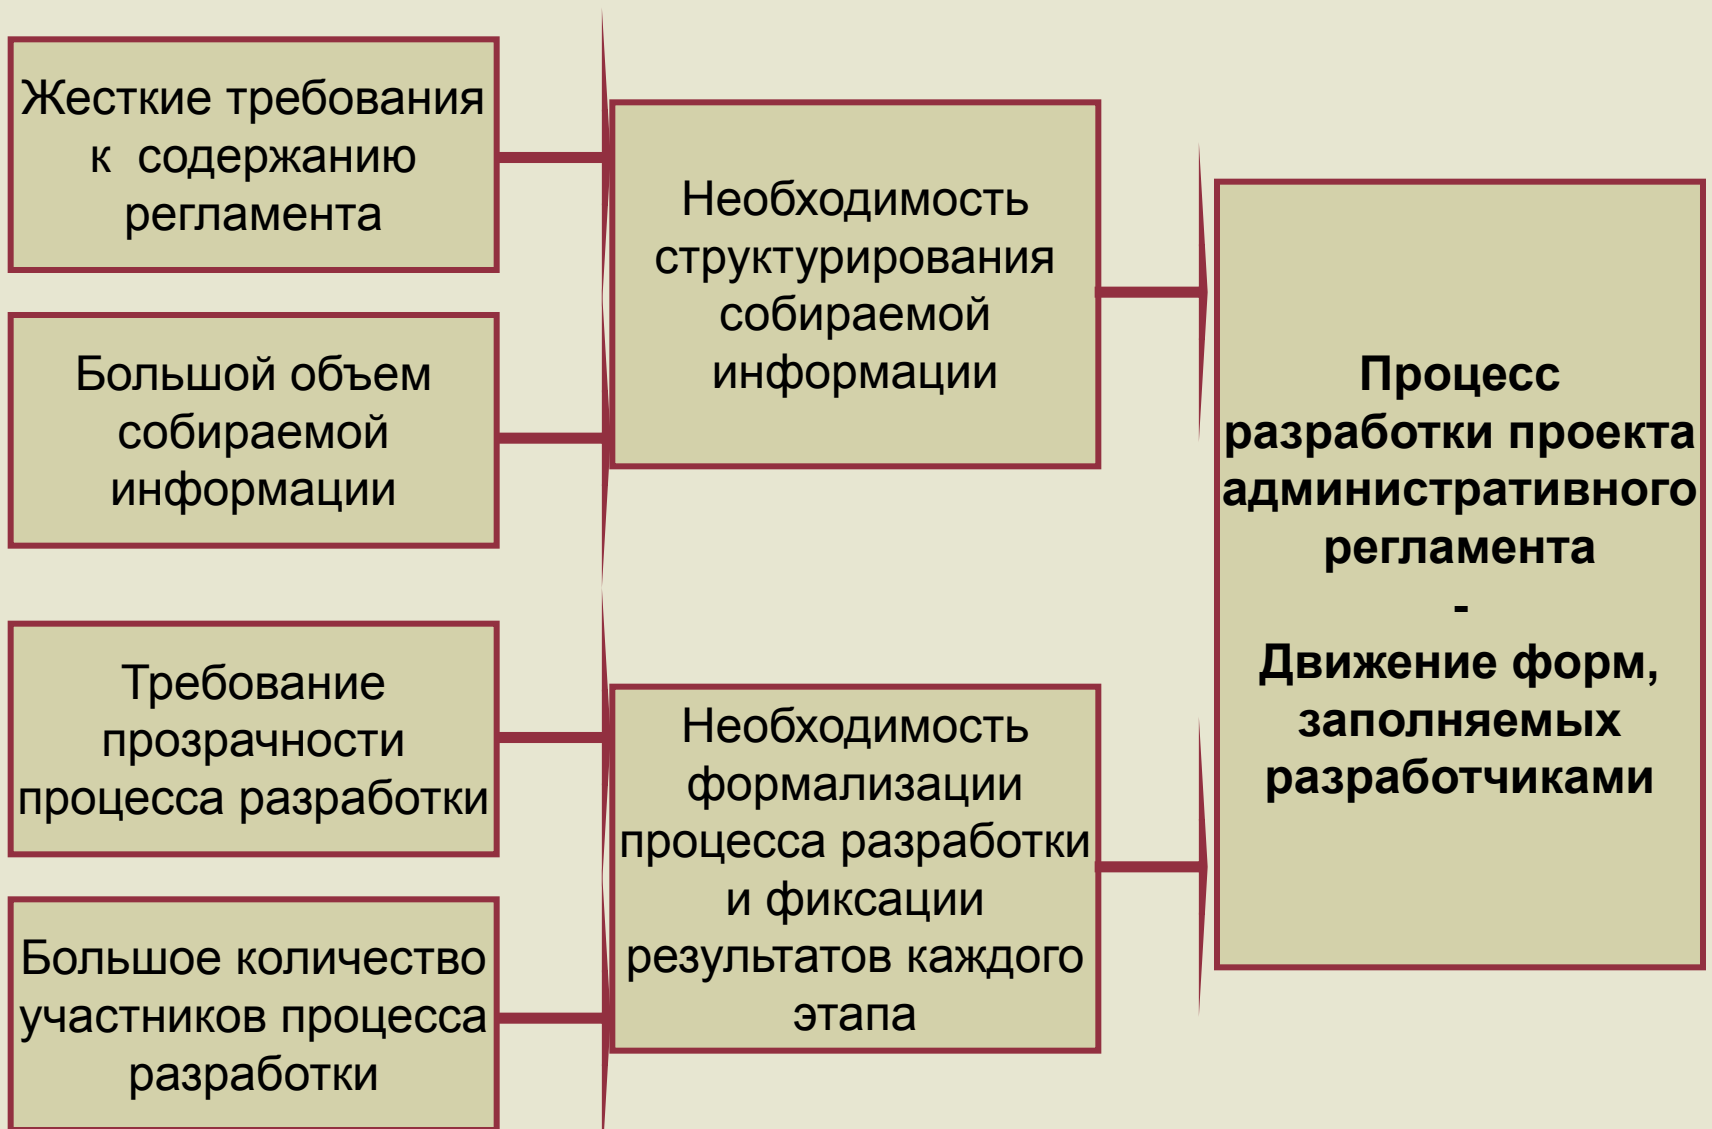 Жесткие требования
к содержанию
регламента
Большой объем
собираемой
информации
Требование
прозрачности
процесса разработки
Большое количество
участников процесса
разработки
Необходимость
структурирования
собираемой
информации
Необходимость
формализации
процесса разработки
и фиксации
результатов каждого
этапа
Процесс
разработки проекта
административного
регламента
-
Движение форм,
заполняемых
разработчиками